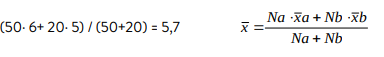 (50· 6+ 20· 5) / (50+20) = 5,7
x̄ = (Na ·x̄a + Nb ·x̄b) / (Na + Nb)